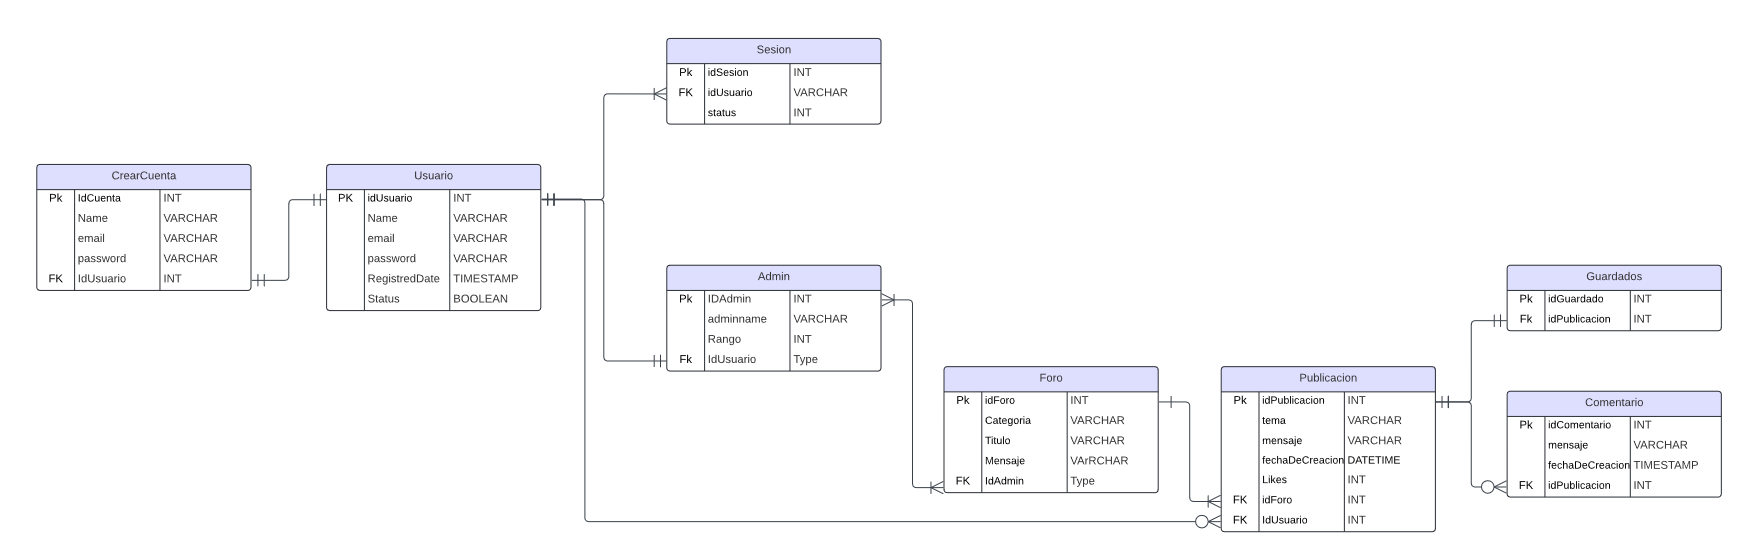 Sesion
Pk idSesion INT
FK idUsuario VARCHAR
status INT
CrearCuenta
Pk IdCuenta INT
Name VARCHAR
email VARCHAR
password VARCHAR
FK IdUsuario INT
Usuario
PK idUsuario INT
Name VARCHAR
email VARCHAR
password VARCHAR
RegistredDate TIMESTAMP
Status BOOLEAN
Admin
Pk IDAdmin INT
adminname VARCHAR
Rango INT
Fk IdUsuario Type
Foro
Pk idForo INT
Categoria VARCHAR
Titulo VARCHAR
Mensaje VArRCHAR
FK IdAdmin Type
Publicacion
Pk idPublicacion INT
tema VARCHAR
mensaje VARCHAR
fechaDeCreacion DATETIME
Likes INT
FK idForo INT
FK IdUsuario INT
Guardados
Pk idGuardado INT
Fk idPublicacion INT
Comentario
Pk idComentario INT
mensaje VARCHAR
fechaDeCreacion TIMESTAMP
FK idPublicacion INT